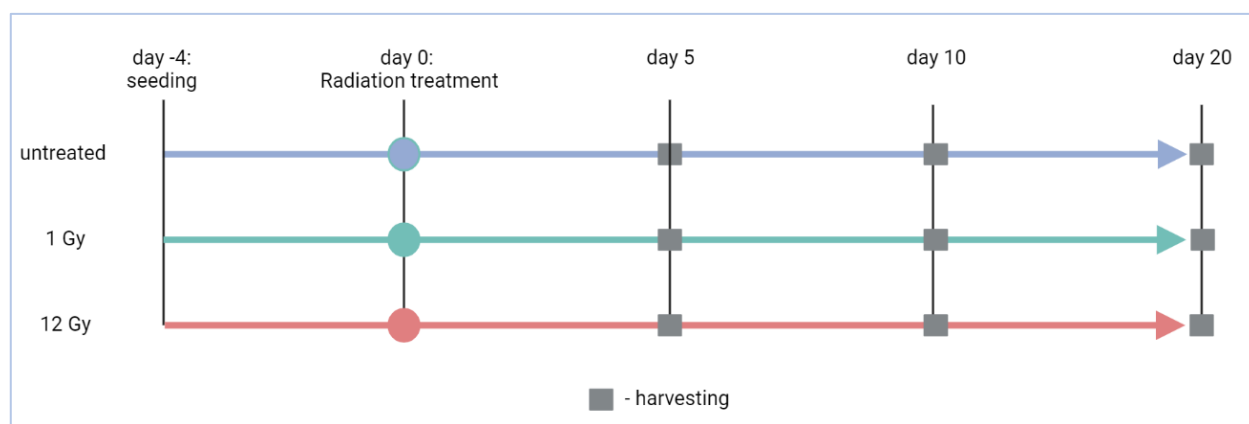 day -4:
seeding
day 0:
Radiation treatment
day 5
day 10
day 20
untreated
1 Gy
12 Gy
- harvesting